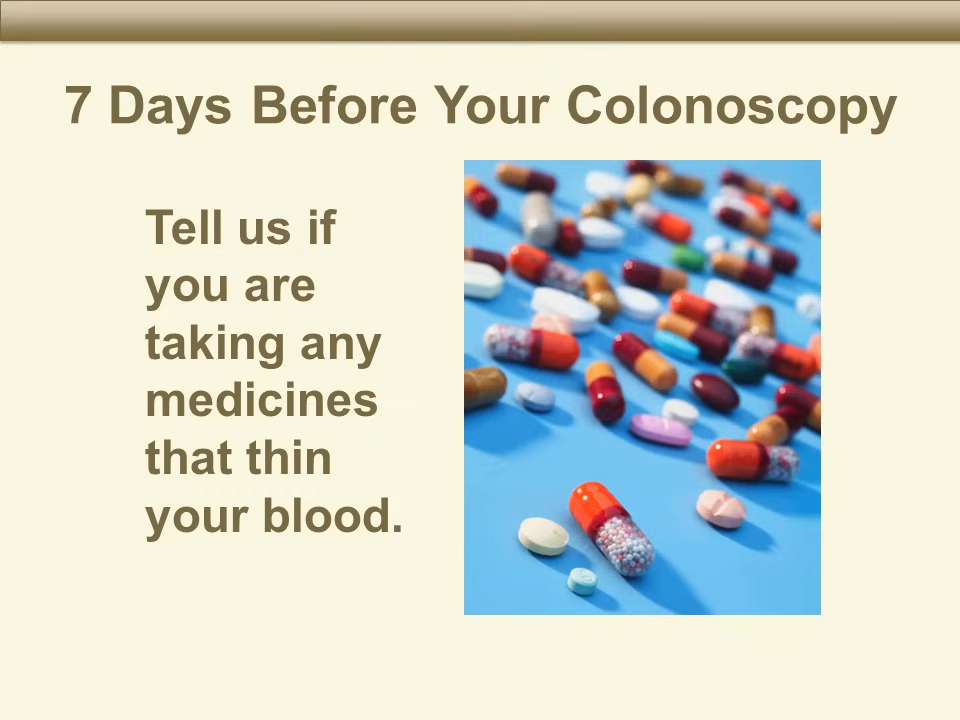 7 Days Before Your Colonoscopy
Tell us if
you are
taking any
medicines
that thin
your blood.